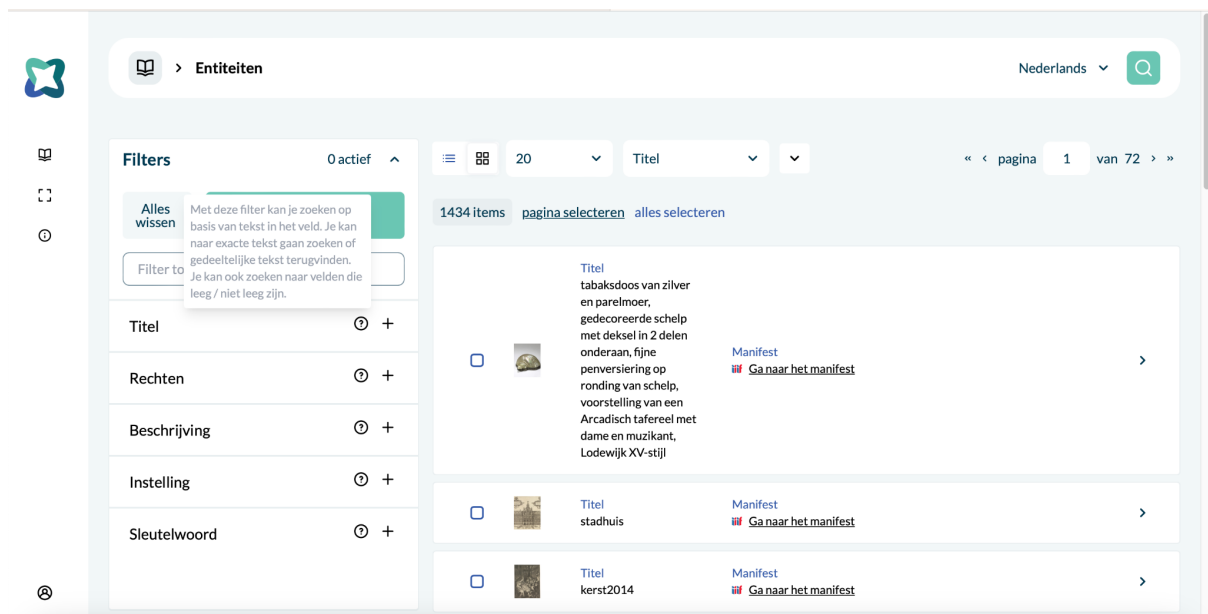 Entiteiten
Nederlands
Filters
0 actief
Alles
wissen
Met deze filter kan je zoeken op
basis van tekst in het veld. Je kan
naar exacte tekst gaan zoeken of
gedeeltelijke tekst terugvinden.
Je kan ook zoeken naar velden die
leeg / niet leeg zijn.
Filter
Titel
Rechten
Beschrijving
Instelling
Sleutelwoord
20
Titel
« ‹ pagina 1 van 72 › »
1434 items pagina selecteren alles selecteren
Titel
tabaksdoos van zilver
en parelmoer,
gedecoreerde schelp
met deksel in 2 delen
onderaan, fijne
penversiering op
ronding van schelp,
voorstelling van een
Arcadisch tafereel met
dame en muzikant,
Lodewijk XV-stijl
Manifest
Ga naar het manifest
Titel
stadhuis
Manifest
Ga naar het manifest
Titel
kerst2014
Manifest
Ga naar het manifest